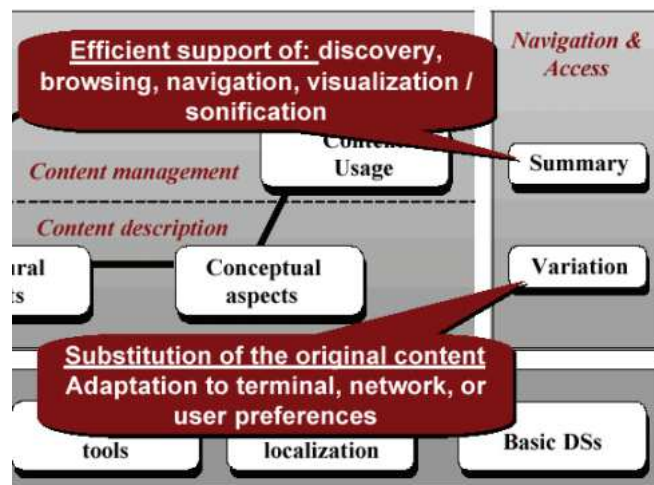 Efficient support of: discovery,
browsing, navigation, visualization /
sonification
Navigation &
Access
Usage
Summary
Content management
Content description
Conceptual
aspects
Variation
Substitution of the original content
Adaptation to terminal, network, or
user preferences
tools
localization
Basic DSs